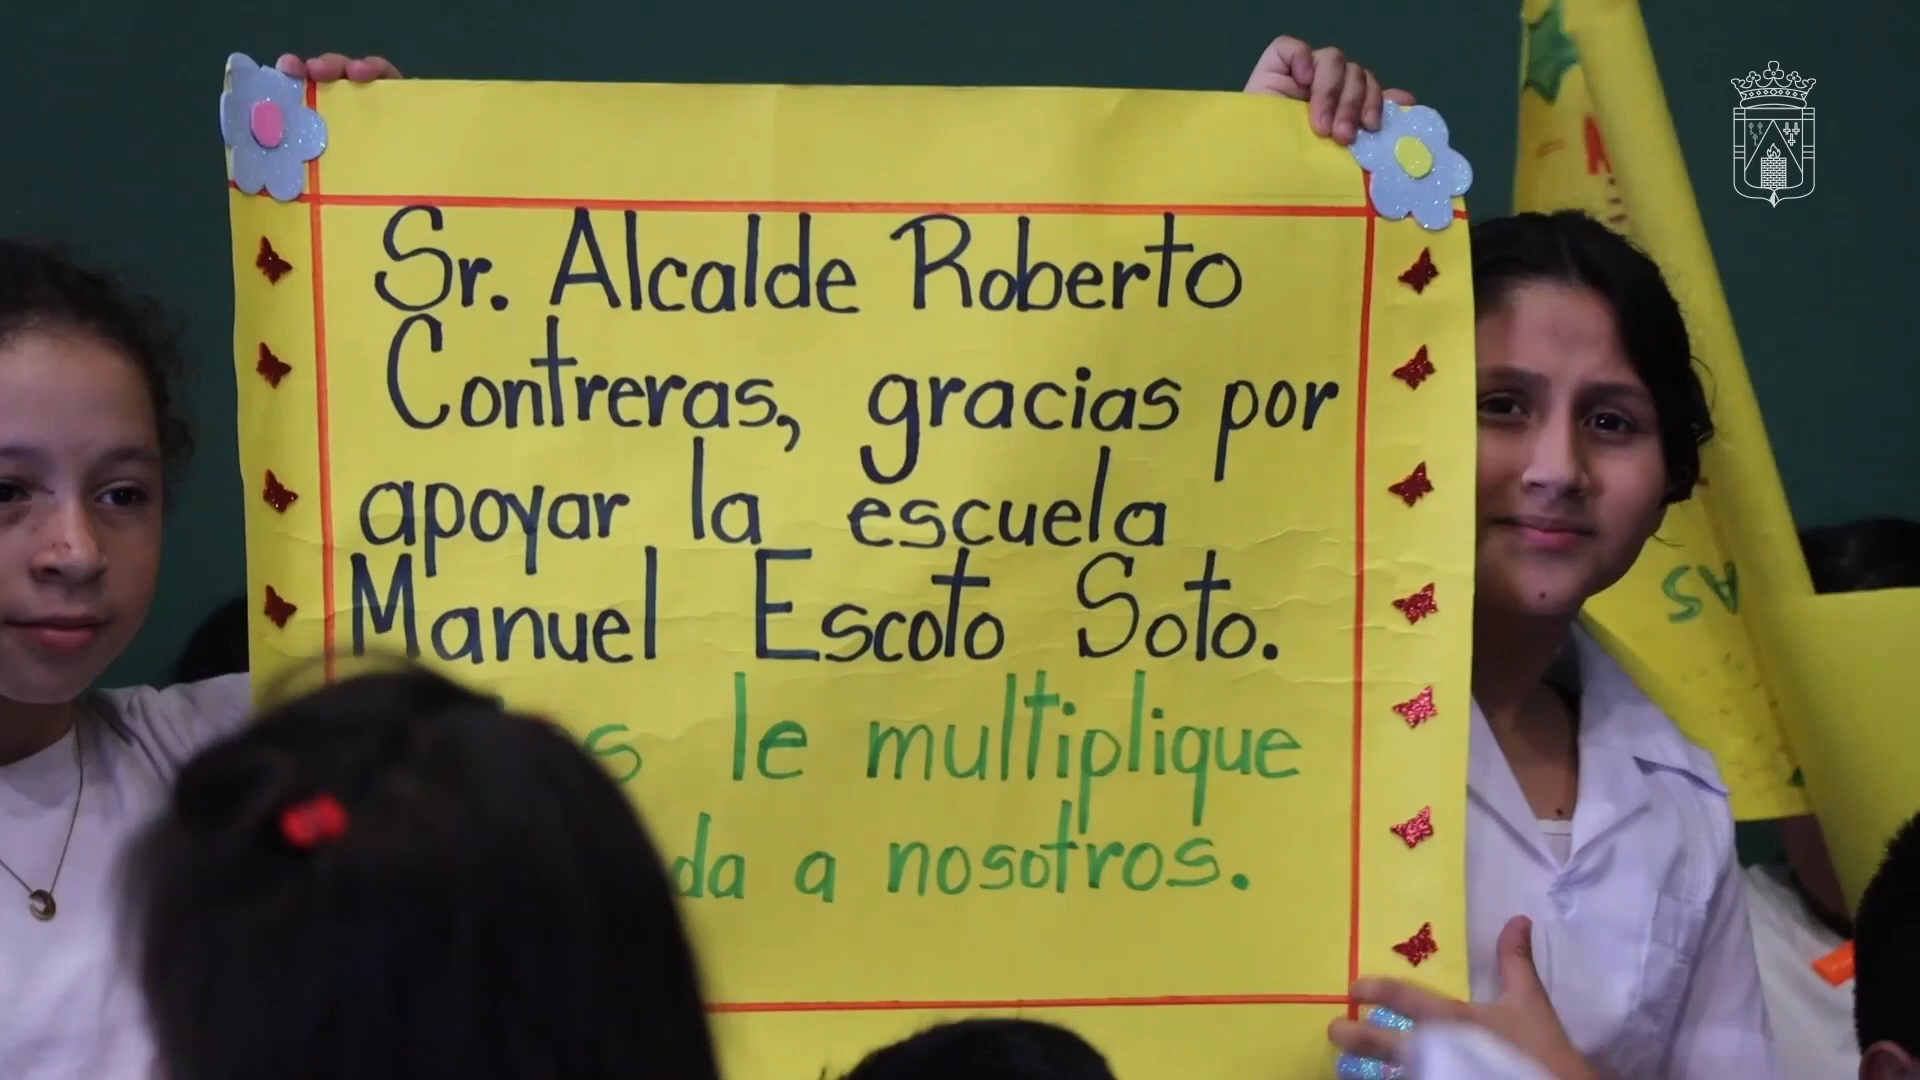 Sr. Alcalde Roberto
Contreras, gracias por
apoyar la escuela
Manuel Escoto Soto.
le multiplique
a nosotros.